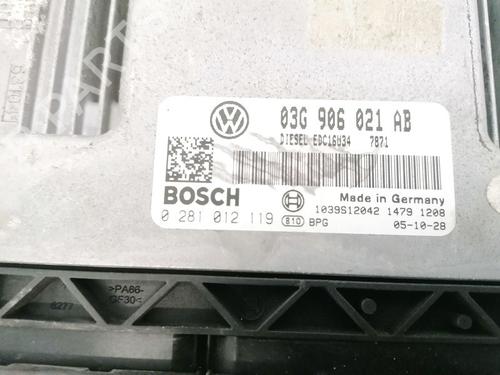 03G 906 021 AB
DIESEL EDC16U34 7871
BOSCH
Made in Germany
0 281 012 119
810
BPG
1039S12042 1479 1208
05-10-28
>PA66-
GF30<